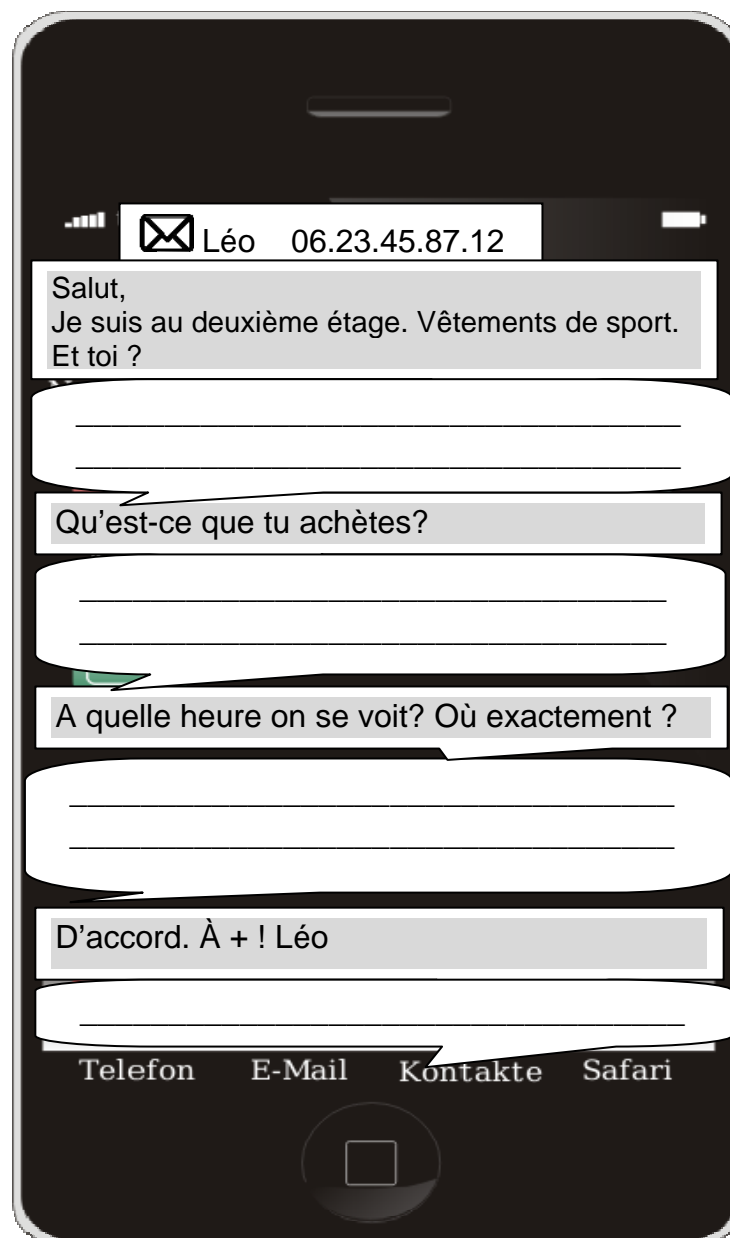 Léo 06.23.45.87.12
Salut,
Je suis au deuxième étage. Vêtements de sport.
Et toi ?
Qu'est-ce que tu achètes?
A quelle heure on se voit? Où exactement ?
D'accord. À + ! Léo
Telefon E-Mail Kontakte Safari